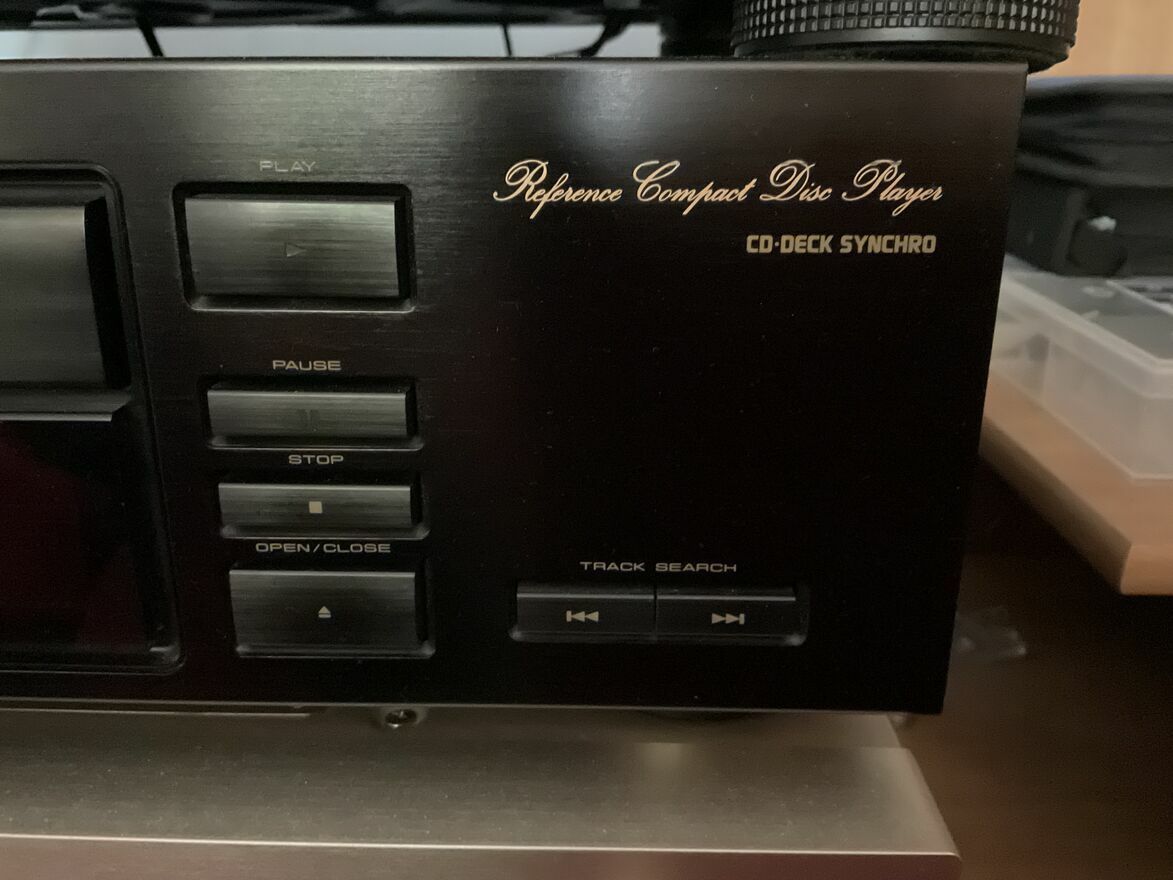 PLAY
Reference Compact Disc Player
CD·DECK SYNCHRO
PAUSE
STOP
OPEN/CLOSE
TRACK SEARCH